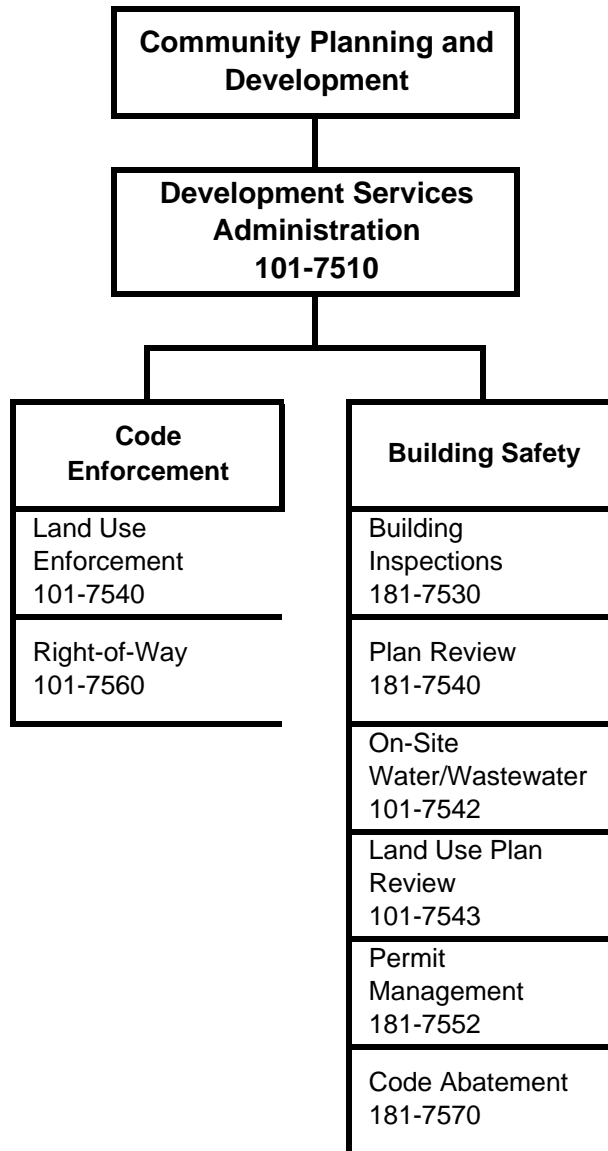 Community Planning and
Development
Development Services
Administration
101-7510
Code
Enforcement
Land Use
Enforcement
101-7540
Right-of-Way
101-7560
Building Safety
Building
Inspections
181-7530
Plan Review
181-7540
On-Site
Water/Wastewater
101-7542
Land Use Plan
Review
101-7543
Permit
Management
181-7552
Code Abatement
181-7570